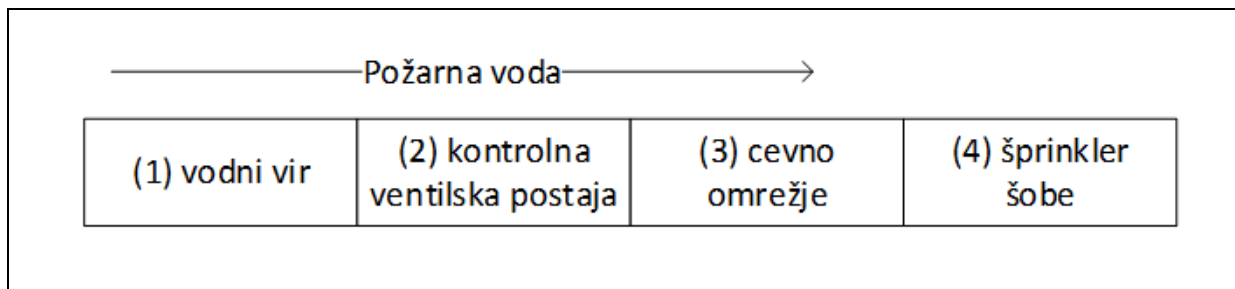 Požarna voda
(1) vodni vir
(2) kontrolna
ventilska postaja
(3) cevno
omrežje
(4) šprinkler
šobe